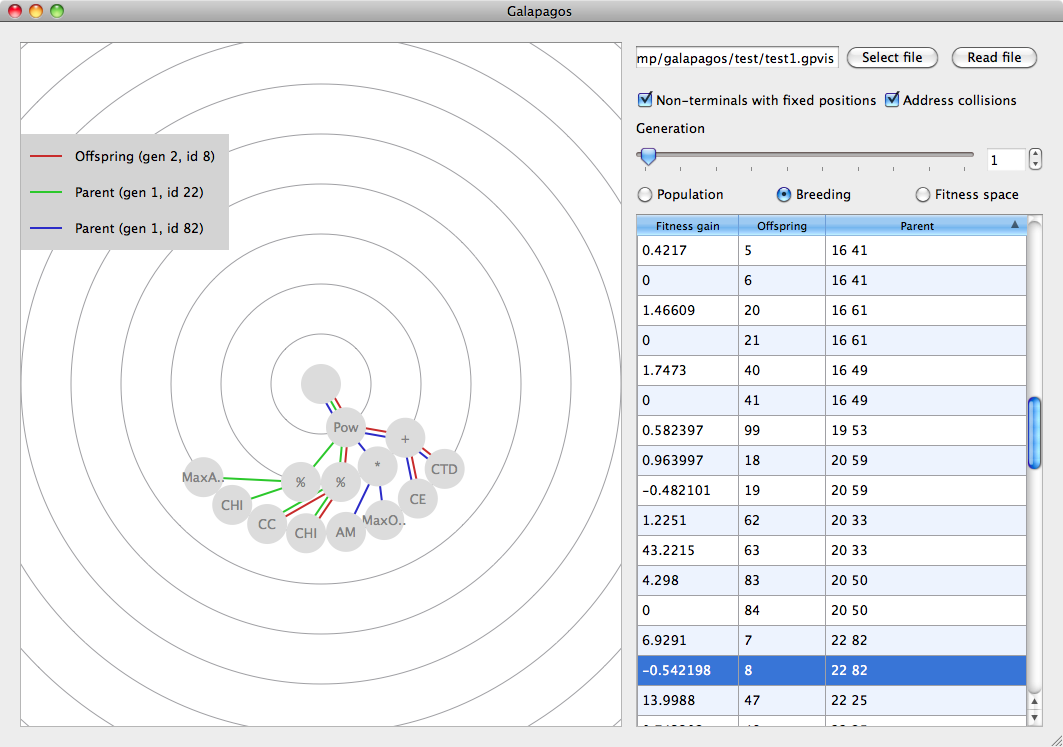 Galapagos
mp/galapagos/test/test1.gpvis Select file Read file
Non-terminals with fixed positions Address collisions
Generation
1
Population Breeding Fitness space
Offspring (gen 2, id 8)
Parent (gen 1, id 22)
Parent (gen 1, id 82)
Pow
+
*
% %
CTD
MaxA..
CHI
CE
CC
CHI
AM
MaxO..
Fitness gain Offspring Parent
0.4217 5 16 41
0 6 16 41
1.46609 20 16 61
0 21 16 61
1.7473 40 16 49
0 41 16 49
0.582397 99 19 53
0.963997 18 20 59
-0.482101 19 20 59
1.2251 62 20 33
43.2215 63 20 33
4.298 83 20 50
0 84 20 50
6.9291 7 22 82
-0.542198 8 22 82
13.9988 47 22 25